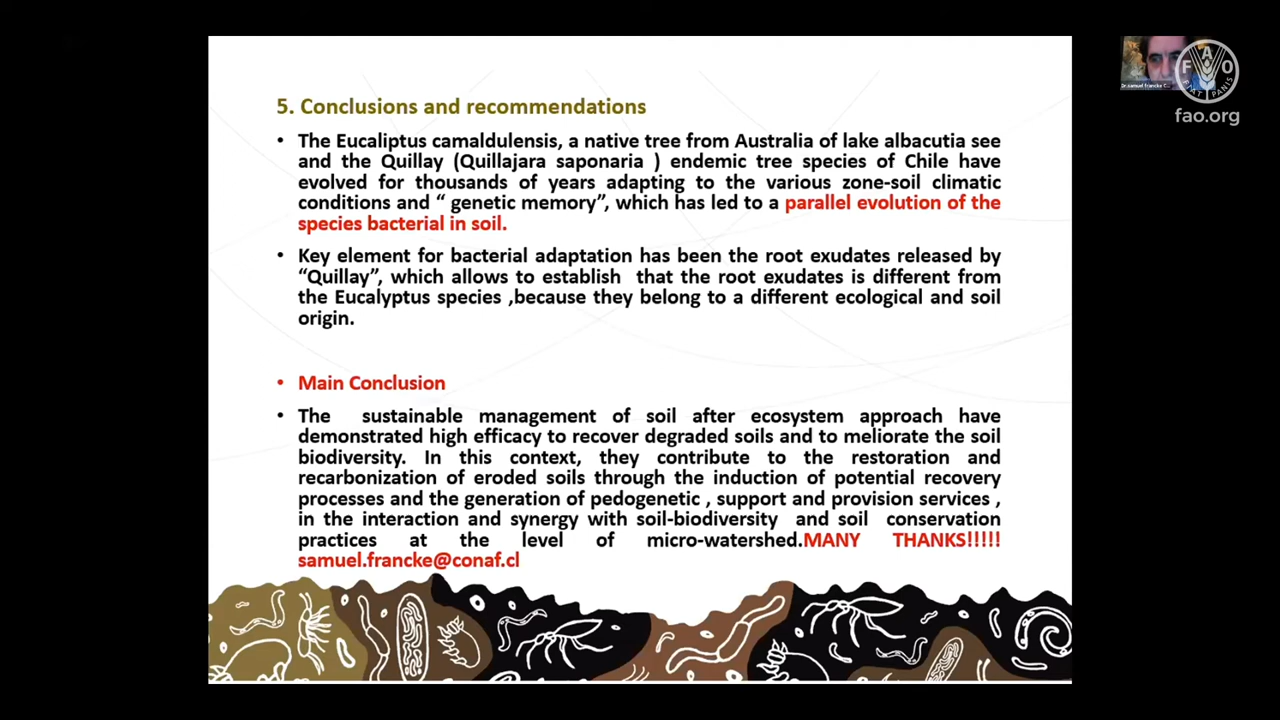 5. Conclusions and recommendations
• The Eucaliptus camaldulensis, a native tree from Australia of lake albacutia see
and the Quillay (Quillajara saponaria ) endemic tree species of Chile have
evolved for thousands of years adapting to the various zone-soil climatic
conditions and “ genetic memory”, which has led to a parallel evolution of the
species bacterial in soil.
• Key element for bacterial adaptation has been the root exudates released by
“Quillay”, which allows to establish that the root exudates is different from
the Eucalyptus species ,because they belong to a different ecological and soil
origin.
• Main Conclusion
• The sustainable management of soil after ecosystem approach have
demonstrated high efficacy to recover degraded soils and to meliorate the soil
biodiversity. In this context, they contribute to the restoration and
recarbonization of eroded soils through the induction of potential recovery
processes and the generation of pedogenetic , support and provision services ,
in the interaction and synergy with soil-biodiversity and soil conservation
practices at the level of micro-watershed.MANY THANKS!!!!!
samuel.francke@conaf.cl
Dr.samuel francke C...
F A O
FIAT PANIS
fao.org